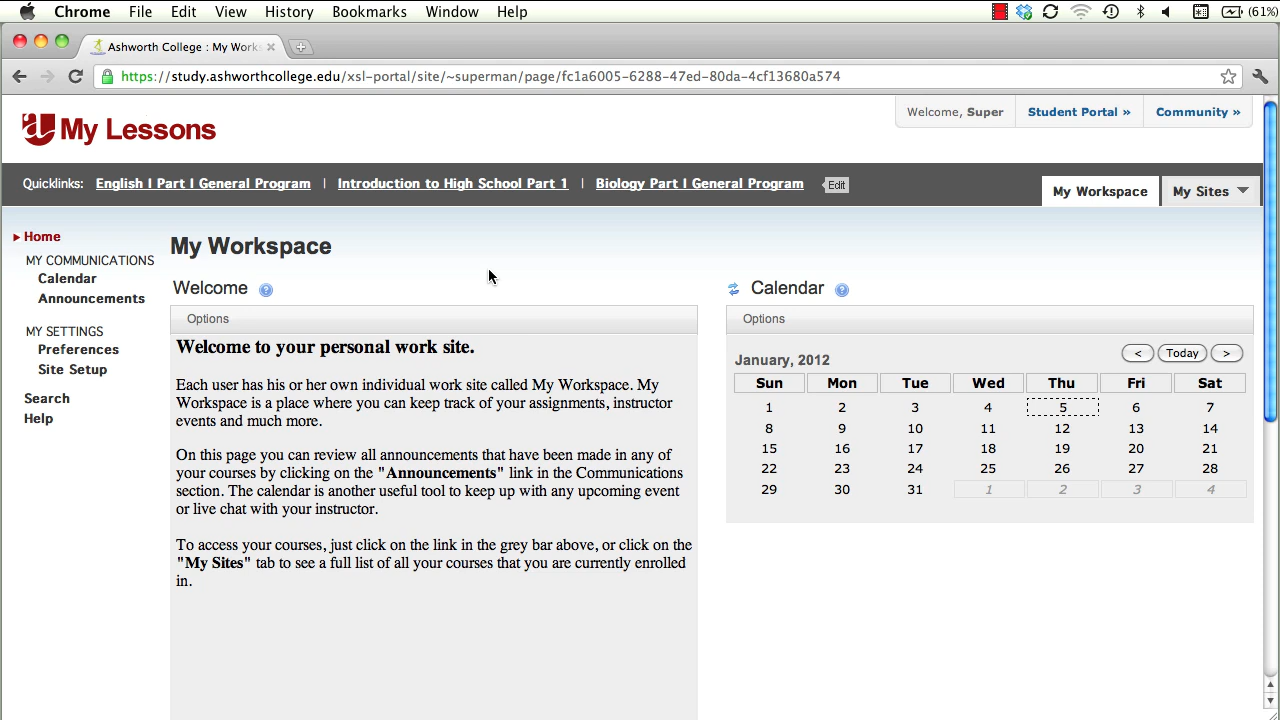 Chrome File Edit View History Bookmarks Window Help (61%)
Ashworth College : My Work
https://study.ashworthcollege.edu/xsl-portal/site/~superman/page/fc1a6005-6288-47ed-80da-4cf13680a574
My Lessons
Welcome, Super Student Portal » Community »
Quicklinks: English I Part I General Program | Introduction to High School Part 1 | Biology Part I General Program Edit
My Workspace My Sites
Home
MY COMMUNICATIONS
Calendar
Announcements
MY SETTINGS
Preferences
Site Setup
Search
Help
My Workspace
Welcome
Options
Welcome to your personal work site.
Each user has his or her own individual work site called My Workspace. My
Workspace is a place where you can keep track of your assignments, instructor
events and much more.
On this page you can review all announcements that have been made in any of
your courses by clicking on the "Announcements" link in the Communications
section. The calendar is another useful tool to keep up with any upcoming event
or live chat with your instructor.
To access your courses, just click on the link in the grey bar above, or click on the
"My Sites" tab to see a full list of all your courses that you are currently enrolled
in.
Calendar
Options
January, 2012 < Today >
Sun Mon Tue Wed Thu Fri Sat
1 2 3 4 5 6 7
8 9 10 11 12 13 14
15 16 17 18 19 20 21
22 23 24 25 26 27 28
29 30 31 1 2 3 4